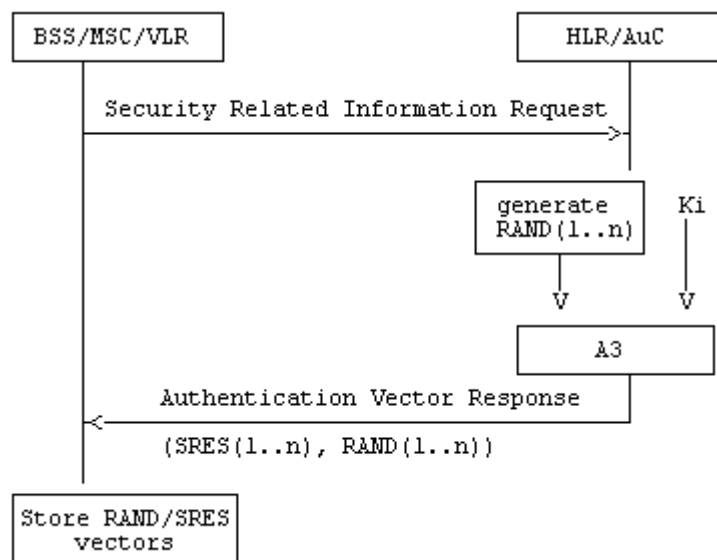 BSS/MSC/VLR
HLR/AuC
Security Related Information Request
generate
RAND(1..n)
Ki
V
V
A3
Authentication Vector Response
(SRES(1..n), RAND(1..n))
Store RAND/SRES
vectors